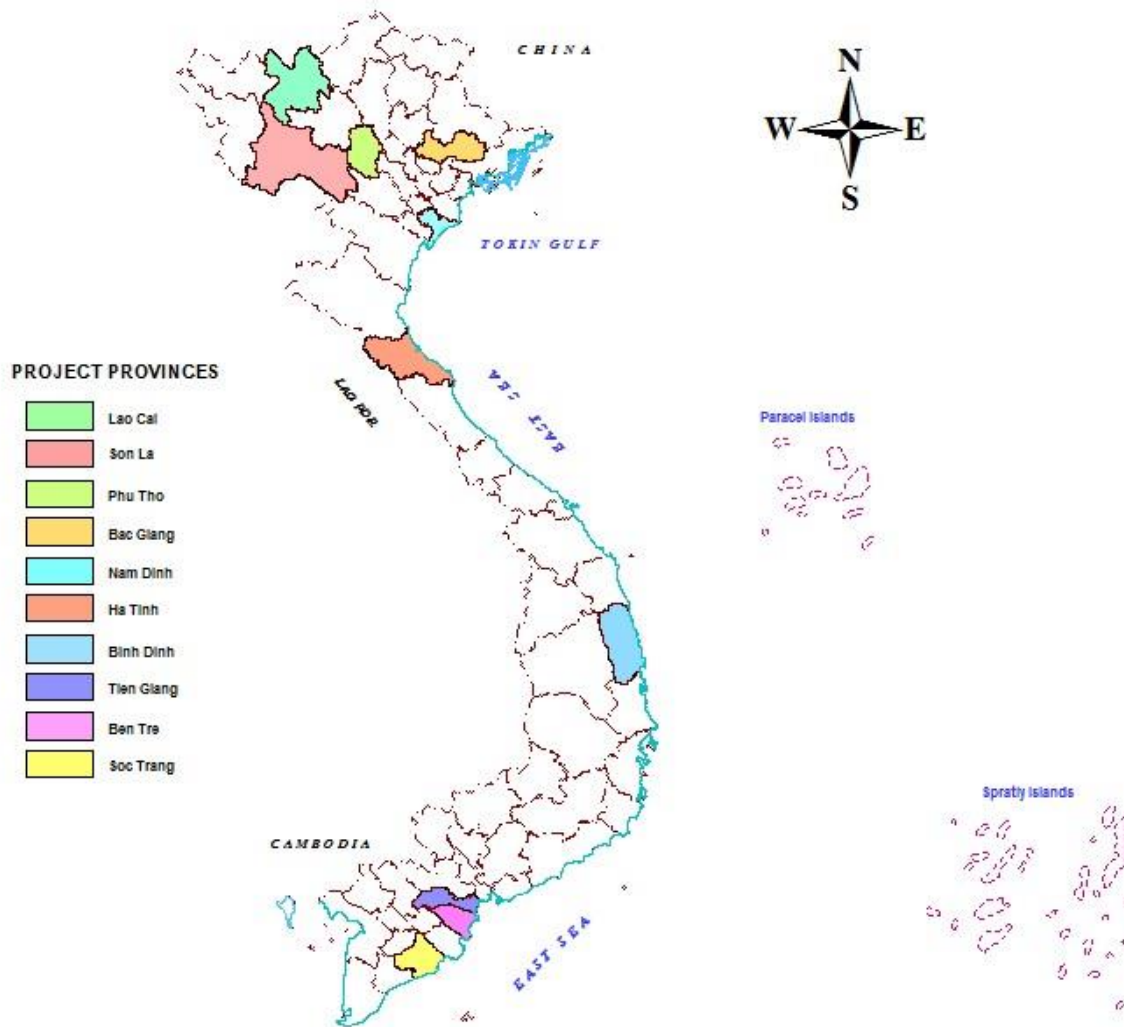 CHINA
N
W E
S
TOKIN GULF
PROJECT PROVINCES
Lao Cai
Son La
Phu Tho
Bac Giang
Nam Dinh
Ha Tinh
Binh Dinh
Tien Giang
Ben Tre
Soc Trang
LAO PDR
EAST SEA
Paracel Islands
Spratly Islands
CAMBODIA
EAST SEA